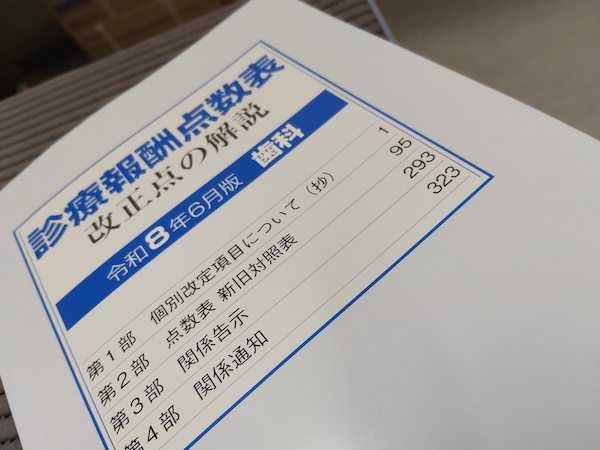 診療報酬点数表
改正点の解説
令和8年6月版 歯科
第1部 個別改定項目について(抄) 1
第2部 点数表 新旧対照表 95
第3部 関係告示 293
第4部 関係通知 323